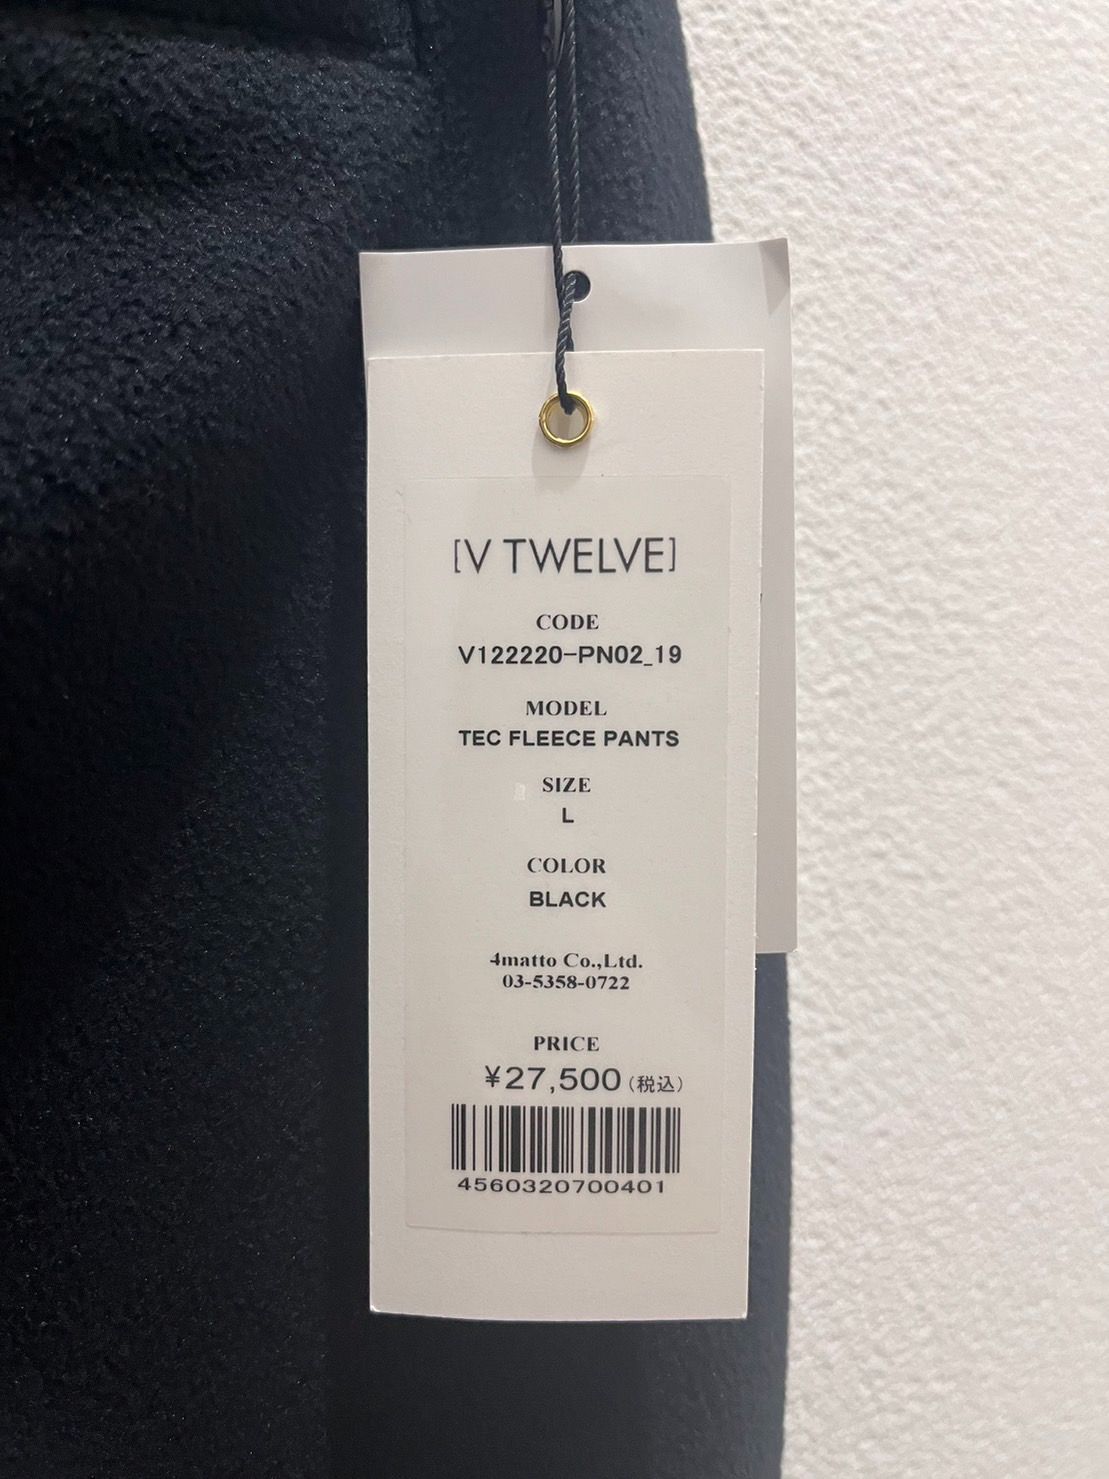 [V TWELVE]
CODE
V122220-PN02_19
MODEL
TEC FLEECE PANTS
SIZE
L
COLOR
BLACK
4matto Co.,Ltd.
03-5358-0722
PRICE
¥27,500(税込)
4560320700401